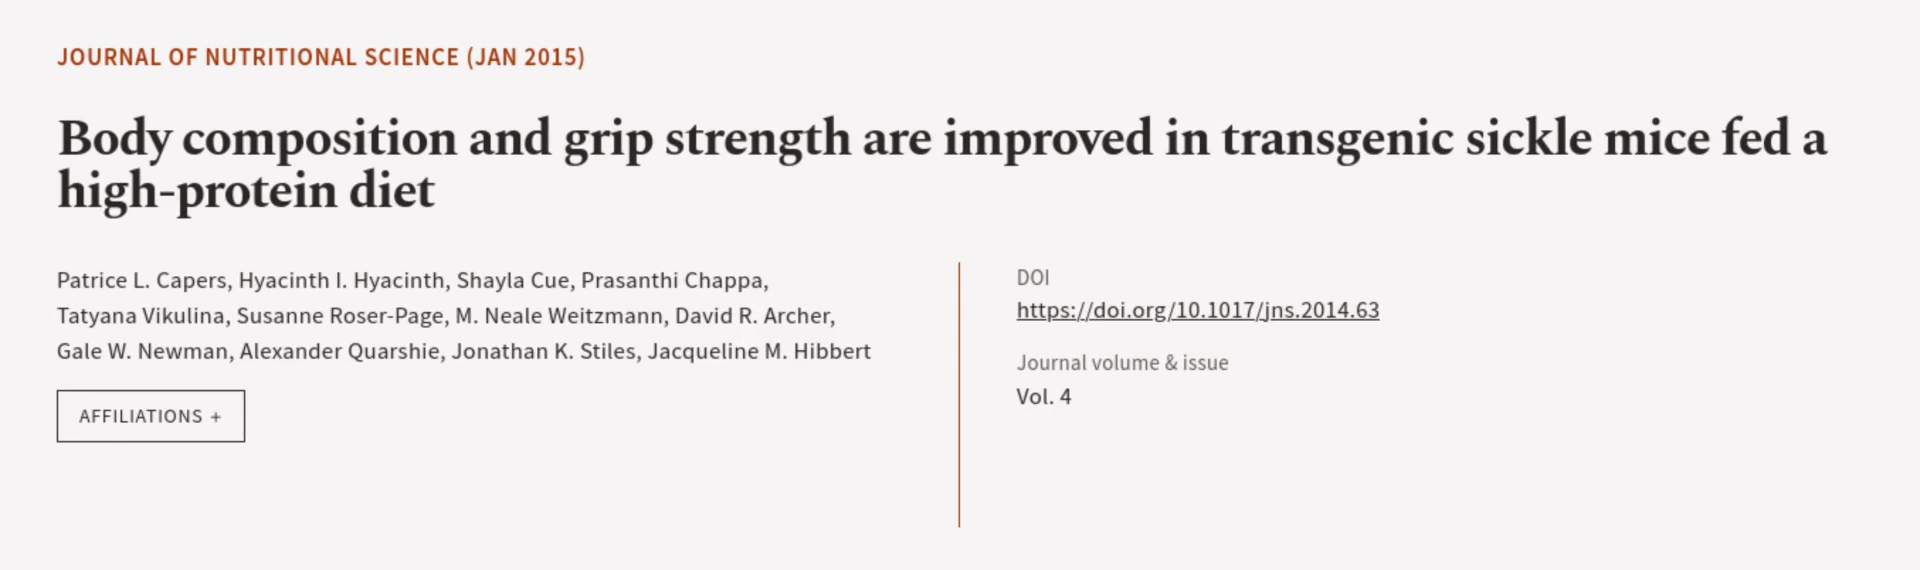 JOURNAL OF NUTRITIONAL SCIENCE (JAN 2015)
Body composition and grip strength are improved in transgenic sickle mice fed a
high-protein diet
Patrice L. Capers, Hyacinth I. Hyacinth, Shayla Cue, Prasanthi Chappa,
Tatyana Vikulina, Susanne Roser-Page, M. Neale Weitzmann, David R. Archer,
Gale W. Newman, Alexander Quarshie, Jonathan K. Stiles, Jacqueline M. Hibbert
AFFILIATIONS +
DOI
https://doi.org/10.1017/jns.2014.63
Journal volume & issue
Vol. 4